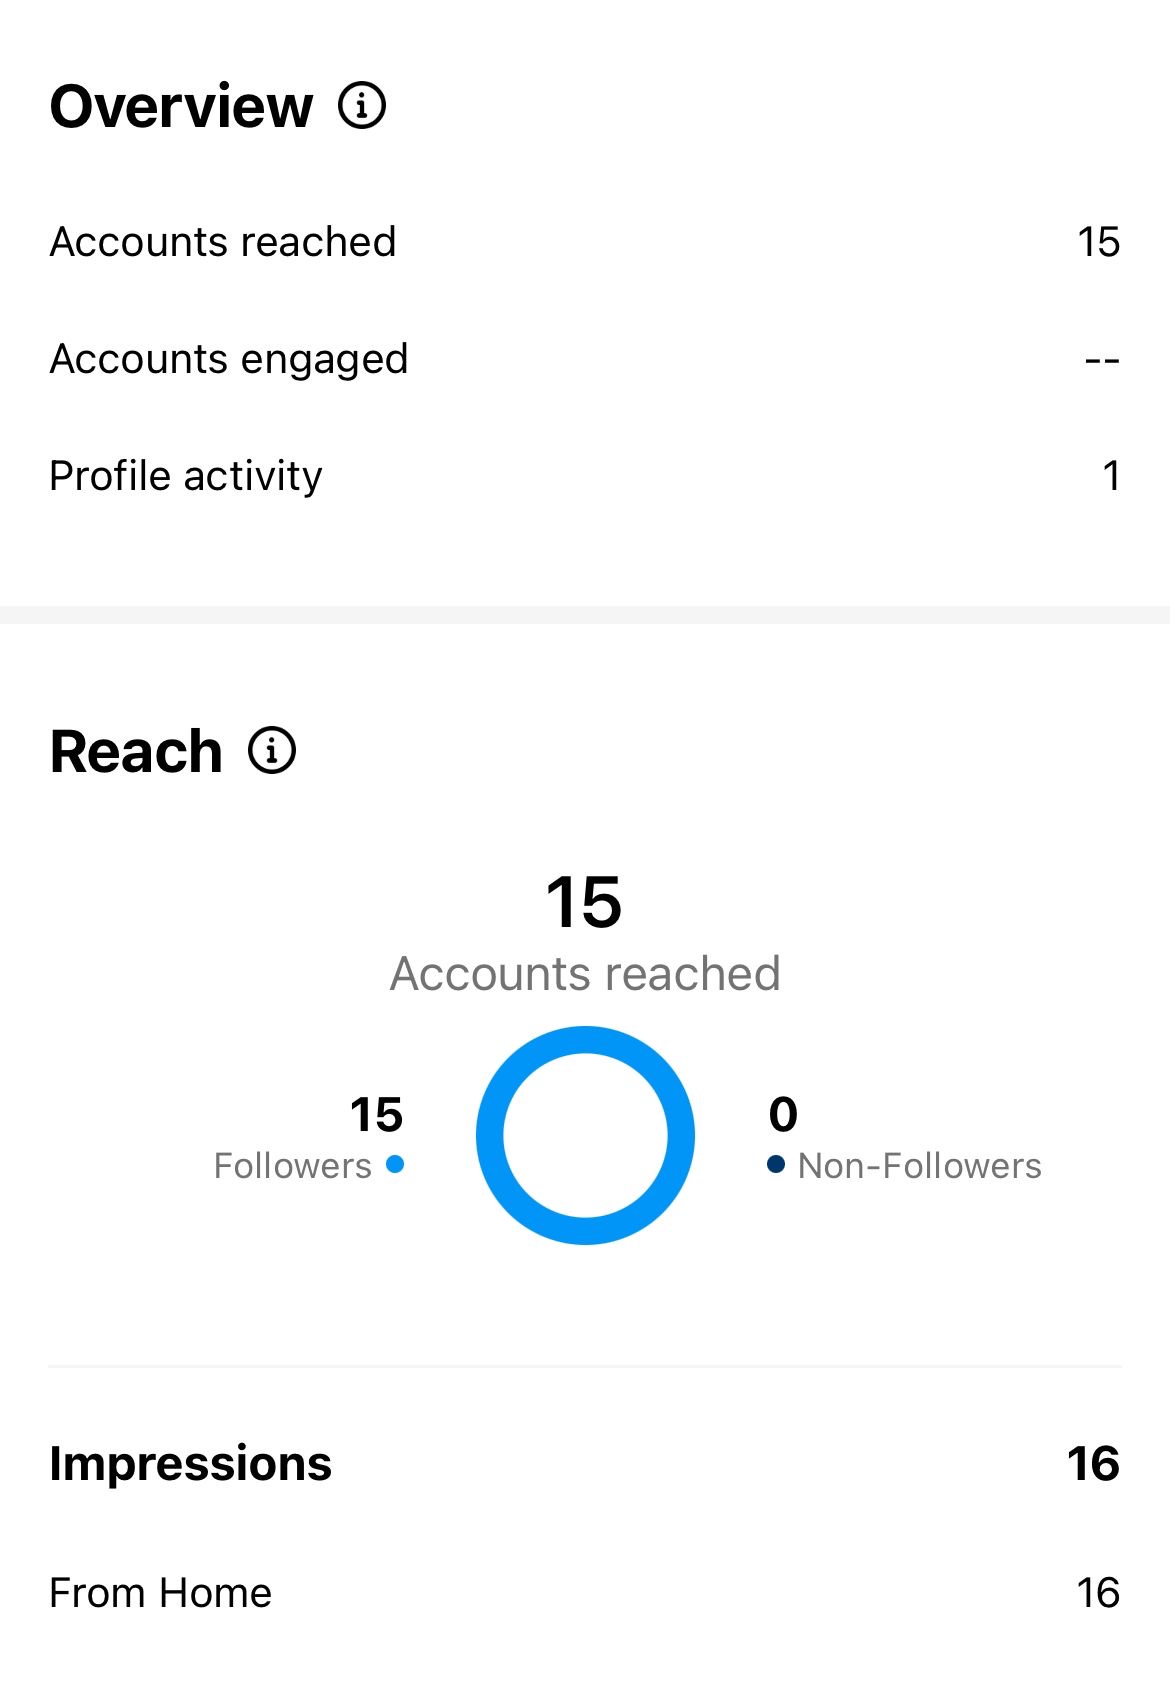 Overview
Accounts reached 15
Accounts engaged --
Profile activity 1
Reach
15
Accounts reached
15
Followers
0
Non-Followers
Impressions 16
From Home 16